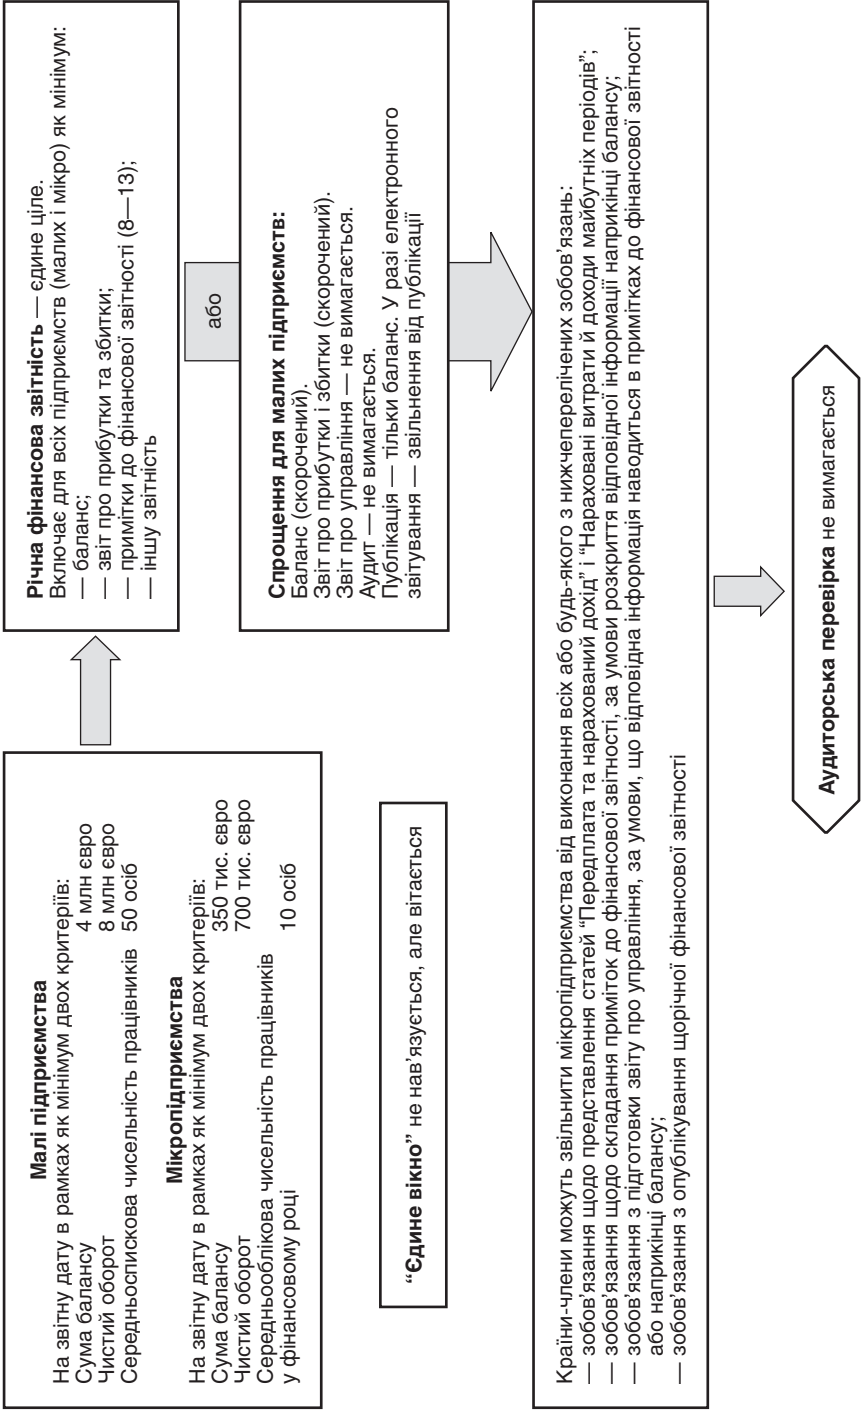 Малі підприємства
На звітну дату в рамках як мінімум двох критеріїв:
Сума балансу 4 млн євро
Чистий оборот 8 млн євро
Середньоспискова чисельність працівників 50 осіб
Мікропідприємства
На звітну дату в рамках як мінімум двох критеріїв:
Сума балансу 350 тис. євро
Чистий оборот 700 тис. євро
Середньооблікова чисельність працівників
у фінансовому році 10 осіб
“Єдине вікно” не нав’язується, але вітається
Річна фінансова звітність — єдине ціле.
Включає для всіх підприємств (малих і мікро) як мінімум:
— баланс;
— звіт про прибутки та збитки;
— примітки до фінансової звітності (8—13);
— іншу звітність
або
Спрощення для малих підприємств:
Баланс (скорочений).
Звіт про прибутки і збитки (скорочений).
Звіт про управління — не вимагається.
Аудит — не вимагається.
Публікація — тільки баланс. У разі електронного
звітування — звільнення від публікації
Країни-члени можуть звільнити мікропідприємства від виконання всіх або будь-якого з нижчеперелічених зобов’язань:
— зобов’язання щодо представлення статей “Передплата та нарахований дохід” і “Нараховані витрати й доходи майбутніх періодів”;
— зобов’язання щодо складання приміток до фінансової звітності, за умови розкриття відповідної інформації наприкінці балансу;
— зобов’язання з підготовки звіту про управління, за умови, що відповідна інформація наводиться в примітках до фінансової звітності
або наприкінці балансу;
— зобов’язання з опублікування щорічної фінансової звітності
Аудиторська перевірка не вимагається